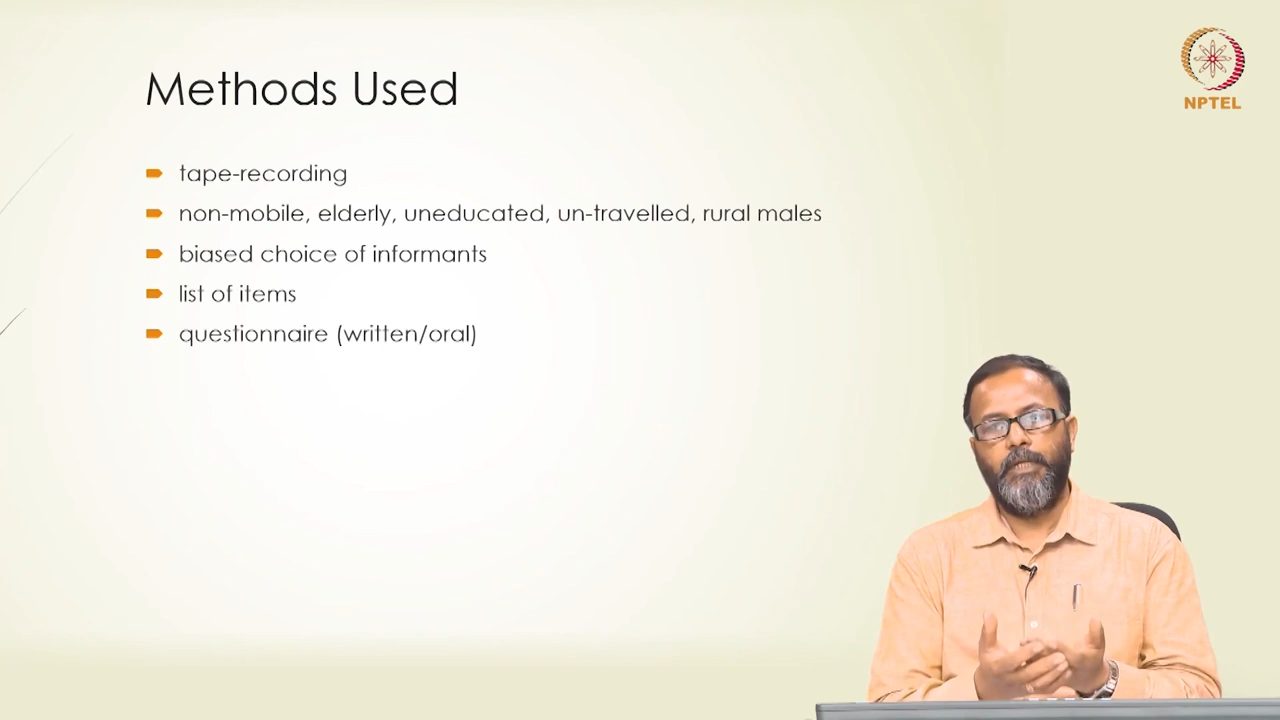 Methods Used
NPTEL
tape-recording
non-mobile, elderly, uneducated, un-travelled, rural males
biased choice of informants
list of items
questionnaire (written/oral)